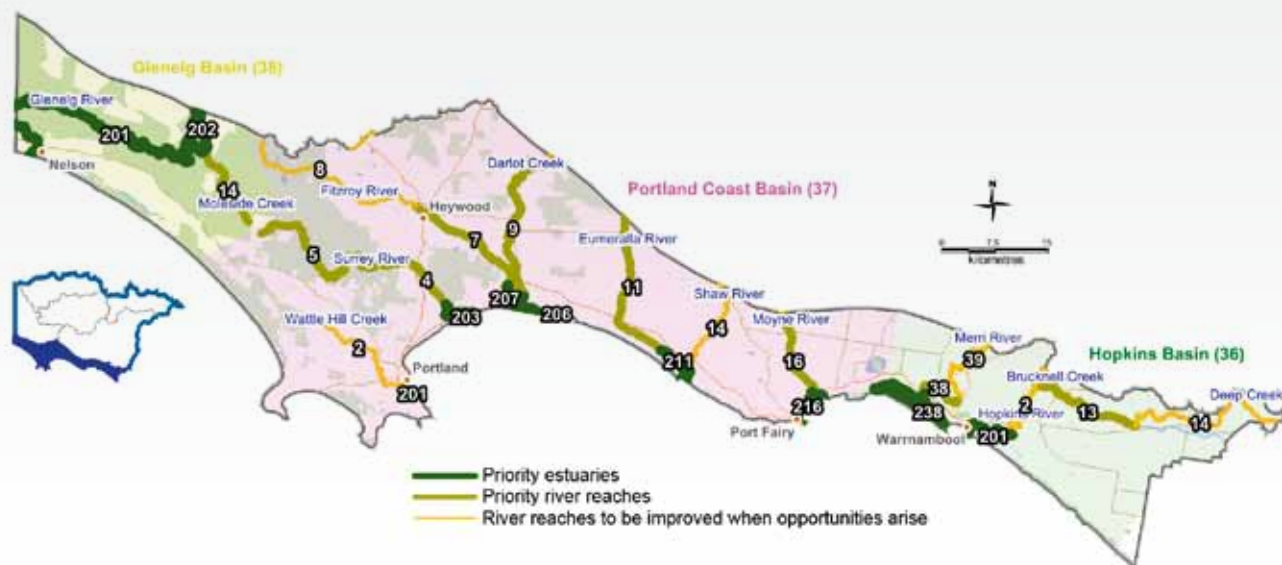 Glenelg Basin (38)
Glenelg River
201
202
Nelson
14
Moleside Creek
8
Fitzroy River
Heywood
Darlot Creek
Portland Coast Basin (37)
N
0 7.5 15
kilometres
5
Surrey River
4
7
9
Eumeralla River
11
203
207
206
Wattle Hill Creek
2
Portland
201
Shaw River
14
211
Moyne River
16
216
Port Fairy
Merri River
39
38
238
Warrnambool
Hopkins Basin (36)
Brucknell Creek
Deep Creek
2
13
14
Hopkins River
201
Priority estuaries
Priority river reaches
River reaches to be improved when opportunities arise